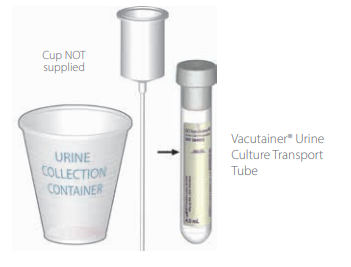 Cup NOT
supplied
URINE
COLLECTION
CONTAINER
Vacutainer® Urine
Culture Transport
Tube